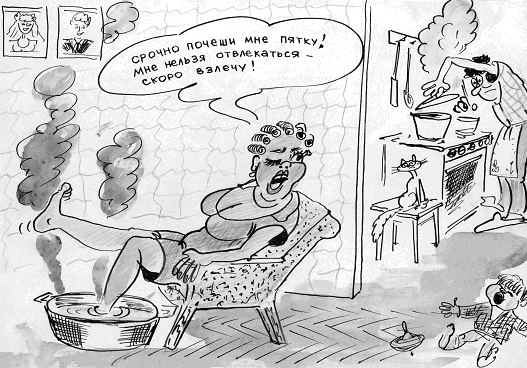 СРОЧНО ПОЧЕШИ МНЕ ПЯТКУ!
МНЕ НЕЛЬЗЯ ОТВЛЕКАТЬСЯ -
СКОРО ВЗЛЕЧУ!